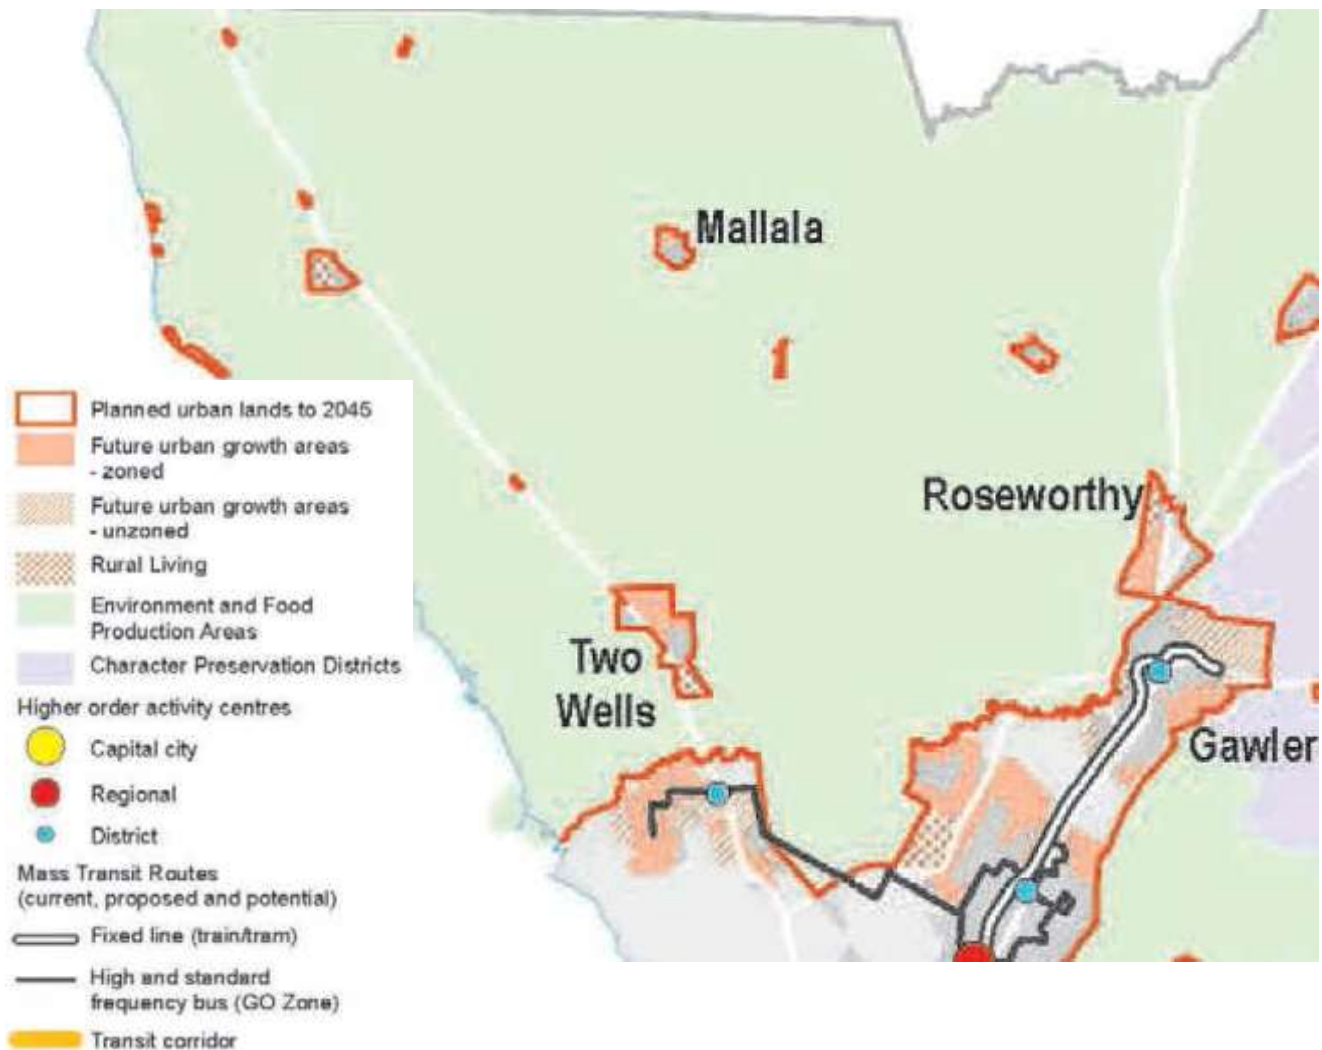 Mallala
Roseworthy
Two
Wells
Gawler
Planned urban lands to 2045
Future urban growth areas
- zoned
Future urban growth areas
- unzoned
Rural Living
Environment and Food
Production Areas
Character Preservation Districts
Higher order activity centres
Capital city
Regional
District
Mass Transit Routes
(current, proposed and potential)
Fixed line (train/tram)
High and standard
frequency bus (GO Zone)
Transit corridor